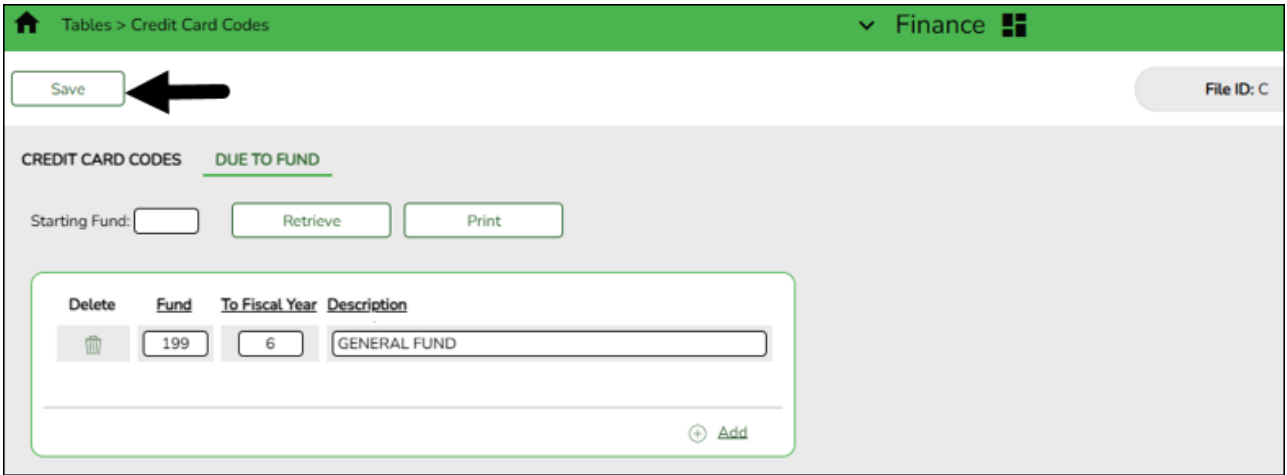 Tables > Credit Card Codes Finance
Save File ID: C
CREDIT CARD CODES DUE TO FUND
Starting Fund: Retrieve Print
Delete Fund To Fiscal Year Description
199 6 GENERAL FUND
Add